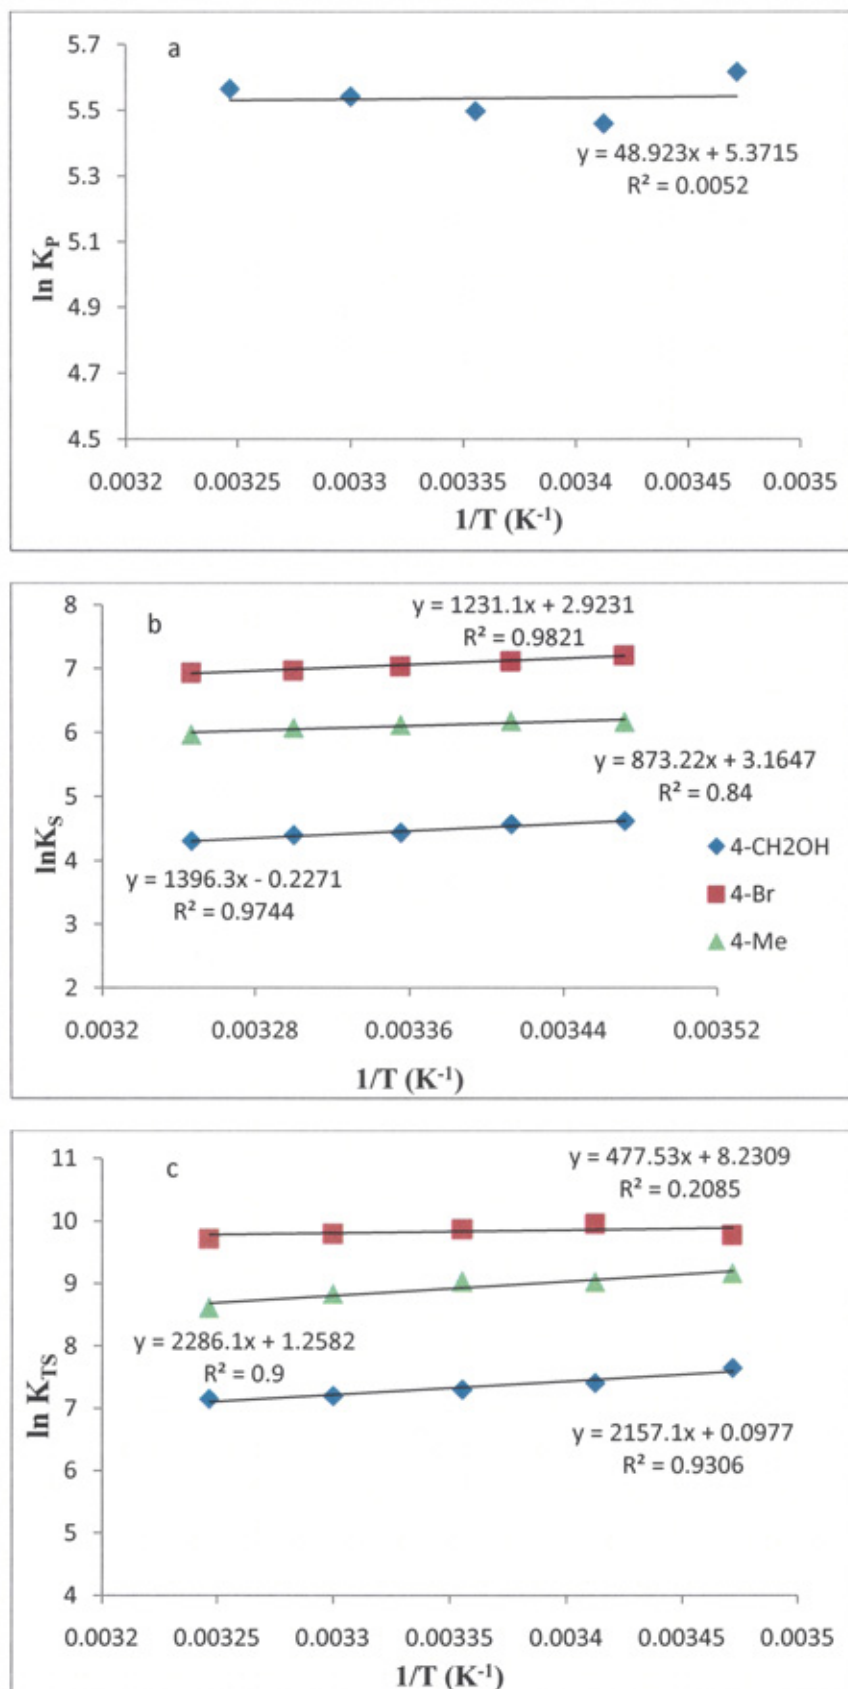 a
5.7
5.5
5.3
5.1
4.9
4.7
4.5
ln K_P
y = 48.923x + 5.3715
R² = 0.0052
0.0032 0.00325 0.0033 0.00335 0.0034 0.00345 0.0035
1/T (K⁻¹)
b
8
7
6
5
4
3
2
lnK_S
y = 1231.1x + 2.9231
R² = 0.9821
y = 873.22x + 3.1647
R² = 0.84
y = 1396.3x - 0.2271
R² = 0.9744
4-CH2OH
4-Br
4-Me
0.0032 0.00328 0.00336 0.00344 0.00352
1/T (K⁻¹)
c
11
10
9
8
7
6
5
4
ln K_TS
y = 477.53x + 8.2309
R² = 0.2085
y = 2286.1x + 1.2582
R² = 0.9
y = 2157.1x + 0.0977
R² = 0.9306
0.0032 0.00325 0.0033 0.00335 0.0034 0.00345 0.0035
1/T (K⁻¹)